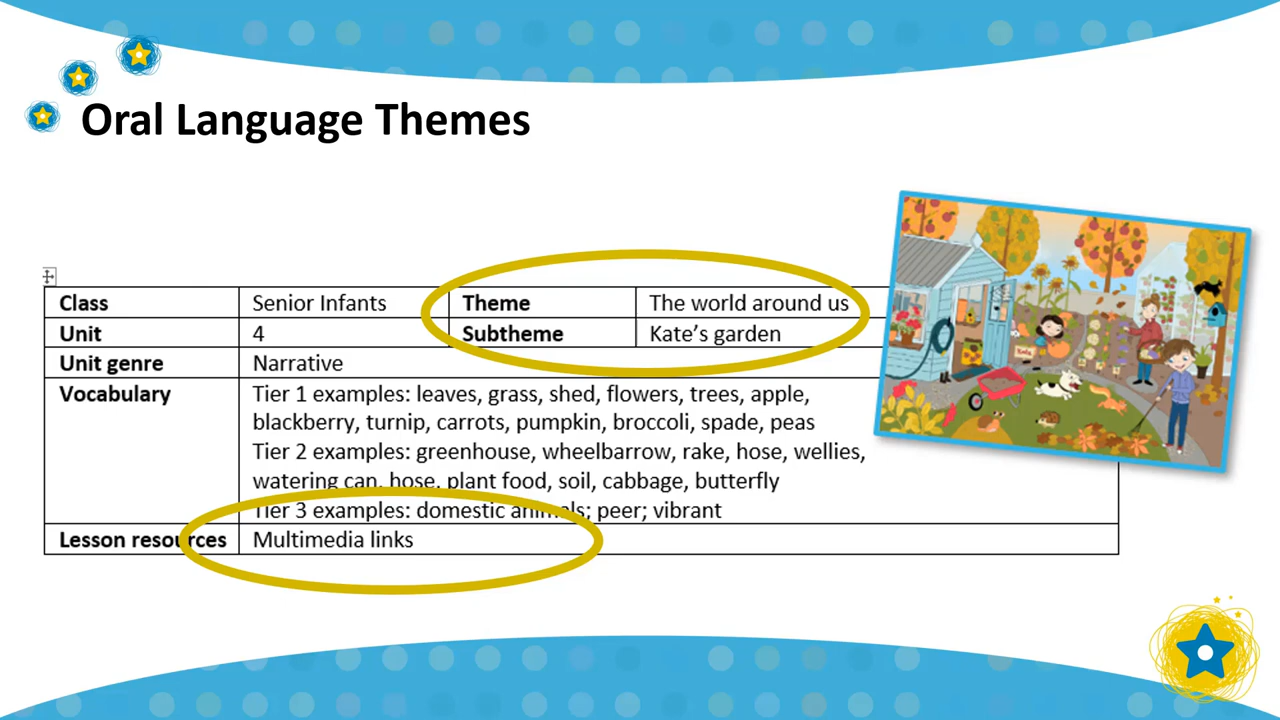 Oral Language Themes
Class Senior Infants Theme The world around us
Unit 4 Subtheme Kate's garden
Unit genre Narrative
Vocabulary Tier 1 examples: leaves, grass, shed, flowers, trees, apple,
blackberry, turnip, carrots, pumpkin, broccoli, spade, peas
Tier 2 examples: greenhouse, wheelbarrow, rake, hose, wellies,
watering can, hose, plant food, soil, cabbage, butterfly
Tier 3 examples: domestic animals; peer; vibrant
Lesson resources Multimedia links